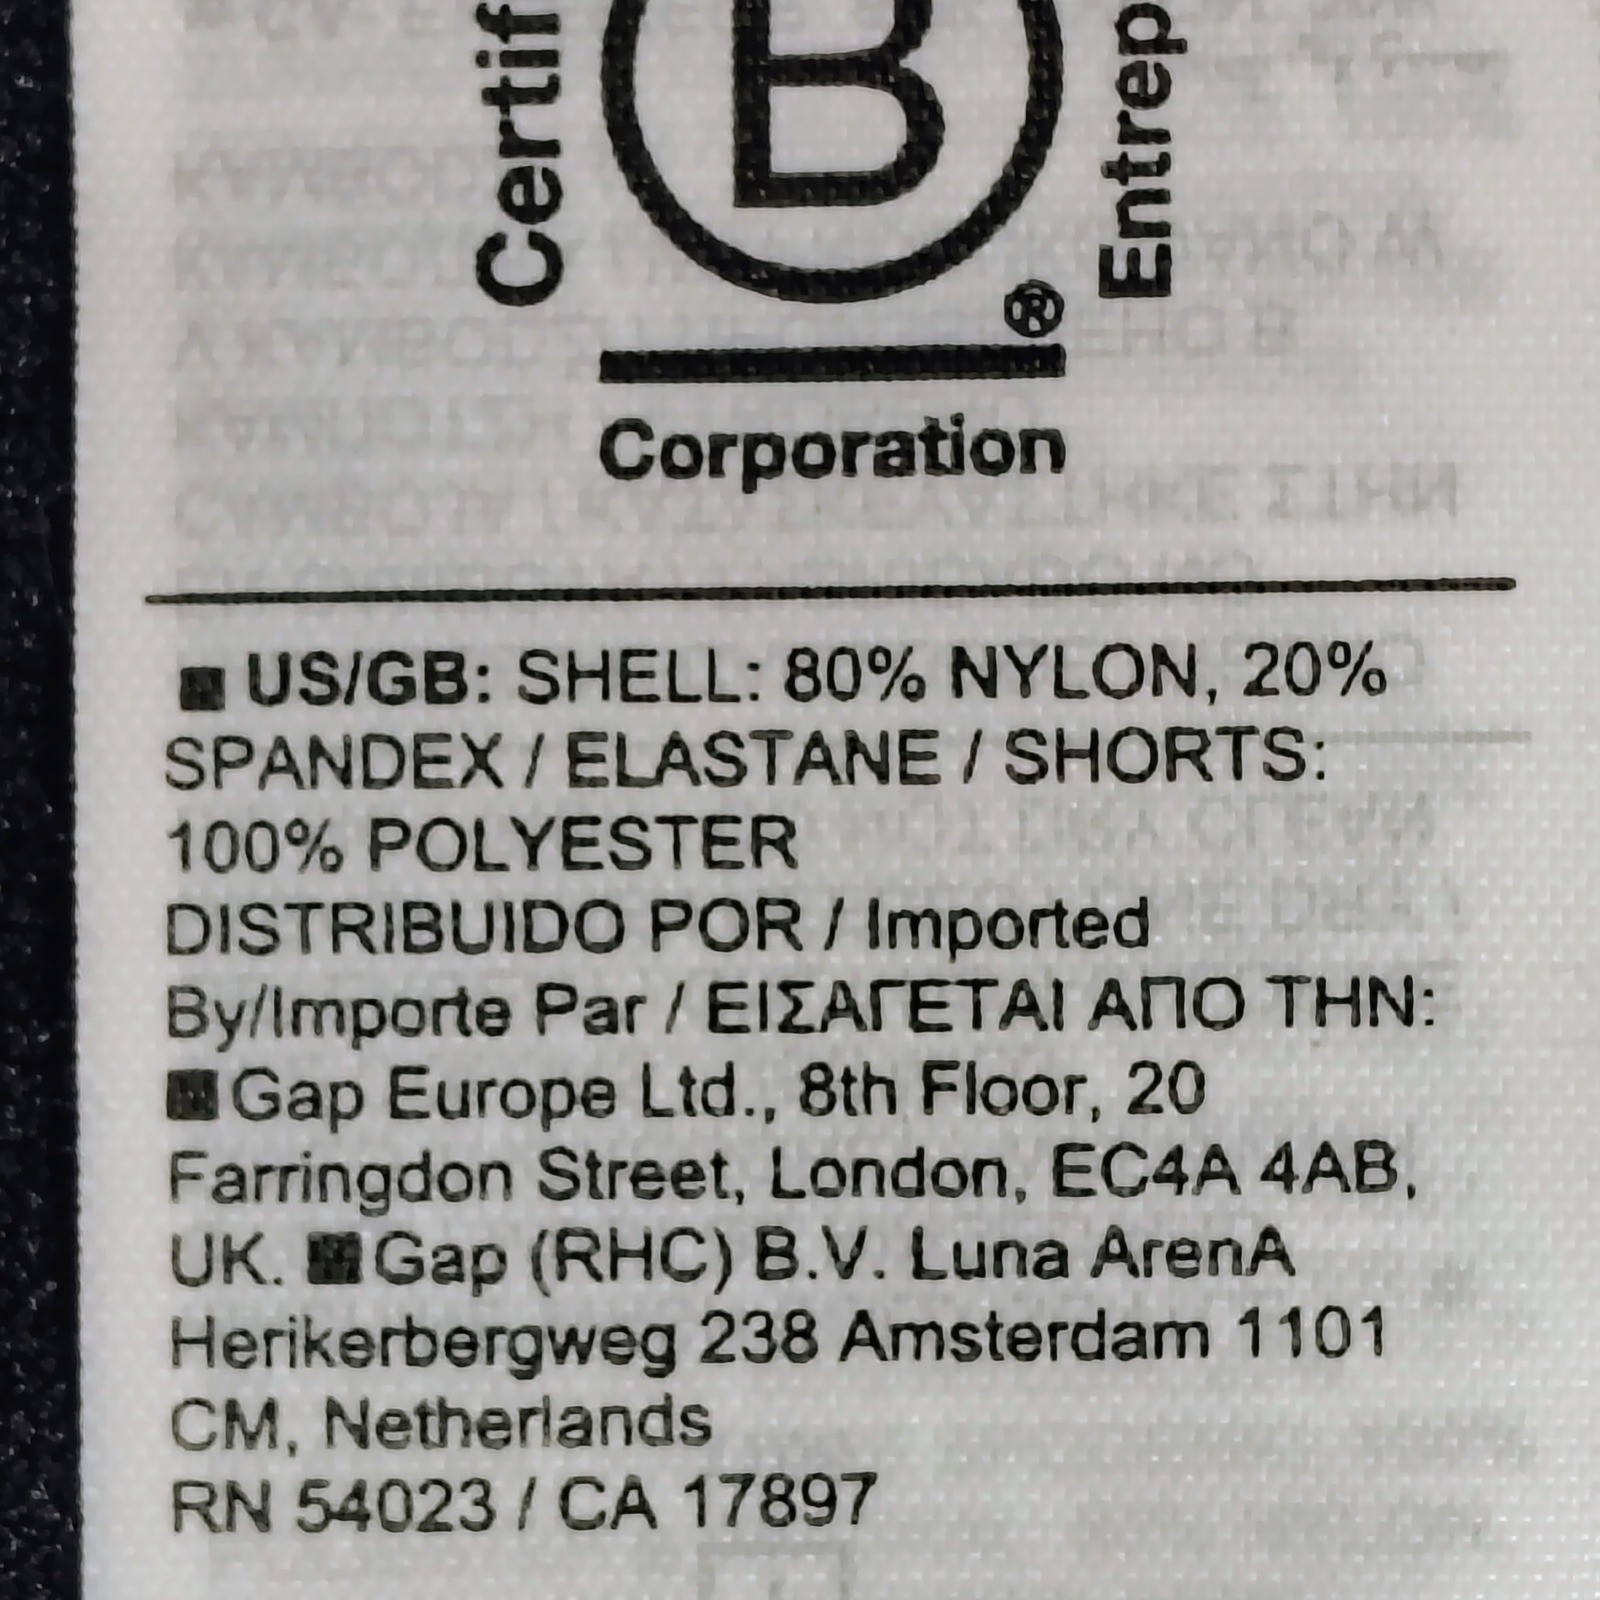 Certif
B
Entrep
®
Corporation
US/GB: SHELL: 80% NYLON, 20%
SPANDEX / ELASTANE / SHORTS:
100% POLYESTER
DISTRIBUIDO POR / Imported
By/Importe Par / ΕΙΣΑΓΕΤΑΙ ΑΠΟ ΤΗΝ:
Gap Europe Ltd., 8th Floor, 20
Farringdon Street, London, EC4A 4AB,
UK. Gap (RHC) B.V. Luna ArenA
Herikerbergweg 238 Amsterdam 1101
CM, Netherlands
RN 54023 / CA 17897